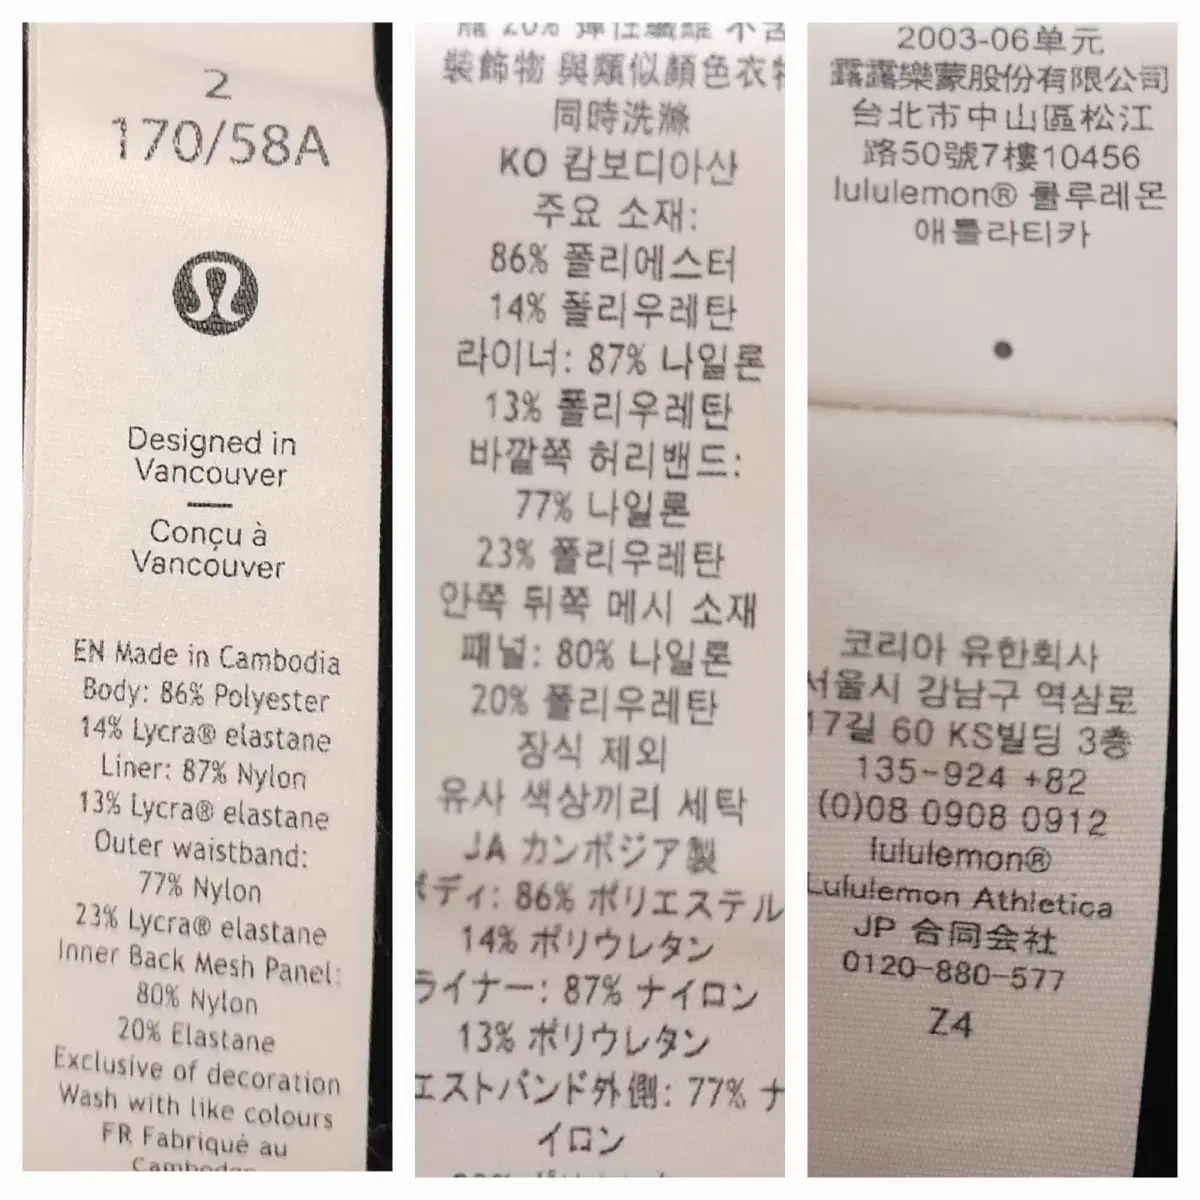 2
170/58A
Designed in
Vancouver
Conçu à
Vancouver
EN Made in Cambodia
Body: 86% Polyester
14% Lycra® elastane
Liner: 87% Nylon
13% Lycra® elastane
Outer waistband:
77% Nylon
23% Lycra® elastane
Inner Back Mesh Panel:
80% Nylon
20% Elastane
Exclusive of decoration
Wash with like colours
FR Fabriqué au
20% 彈性纖維 不含
裝飾物 與類似顏色衣物
同時洗滌
KO 캄보디아산
주요 소재:
86% 폴리에스터
14% 폴리우레탄
라이너: 87% 나일론
13% 폴리우레탄
바깥쪽 허리밴드:
77% 나일론
23% 폴리우레탄
안쪽 뒤쪽 메시 소재
패널: 80% 나일론
20% 폴리우레탄
장식 제외
유사 색상끼리 세탁
JA カンボジア製
ボディ: 86% ポリエステル
14% ポリウレタン
ライナー: 87% ナイロン
13% ポリウレタン
エストバンド外側: 77% ナ
イロン
2003-06单元
露露樂蒙股份有限公司
台北市中山區松江
路50號7樓10456
lululemon® 룰루레몬
애틀라티카
코리아 유한회사
서울시 강남구 역삼로
17길 60 KS빌딩 3층
135-924 +82
(0)08 0908 0912
lululemon®
Lululemon Athletica
JP 合同会社
0120-880-577
Z4